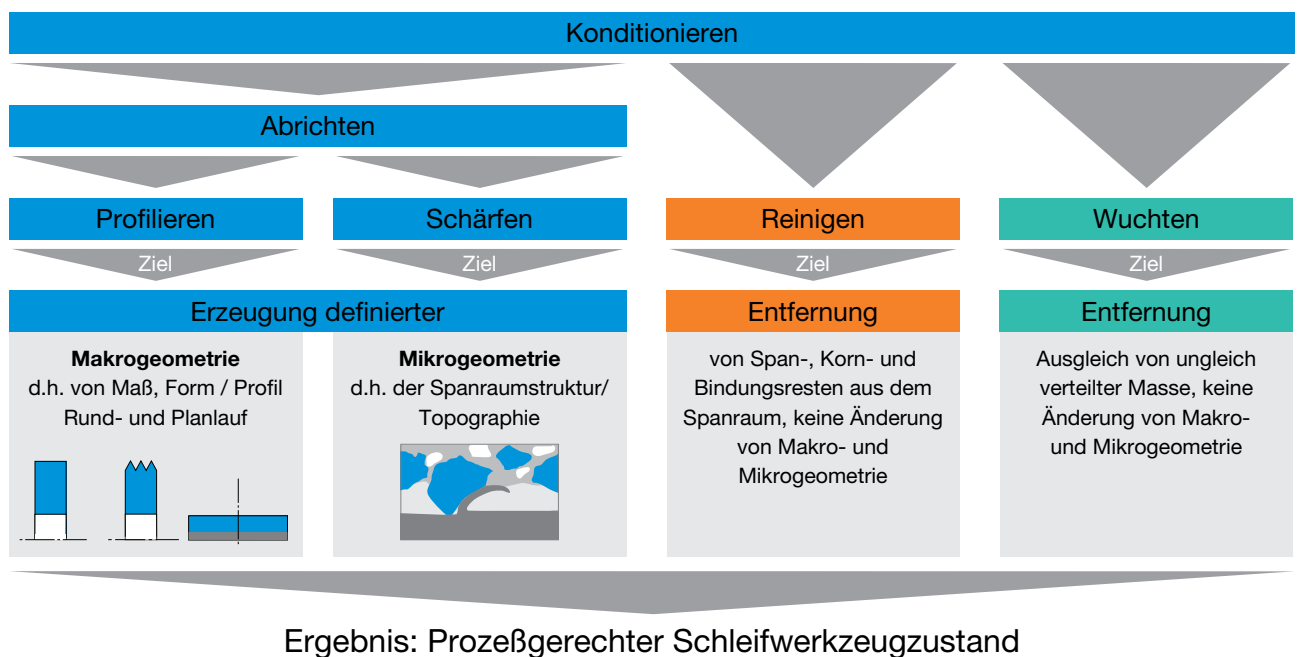 Konditionieren
Abrichten
Profilieren
Schärfen
Reinigen
Wuchten
Ziel
Ziel
Ziel
Ziel
Erzeugung definierter
Entfernung
Entfernung
Makrogeometrie
d.h. von Maß, Form / Profil
Rund- und Planlauf
Mikrogeometrie
d.h. der Spanraumstruktur/
Topographie
von Span-, Korn- und
Bindungsresten aus dem
Spanraum, keine Änderung
von Makro- und
Mikrogeometrie
Ausgleich von ungleich
verteilter Masse, keine
Änderung von Makro-
und Mikrogeometrie
Ergebnis: Prozeßgerechter Schleifwerkzeugzustand